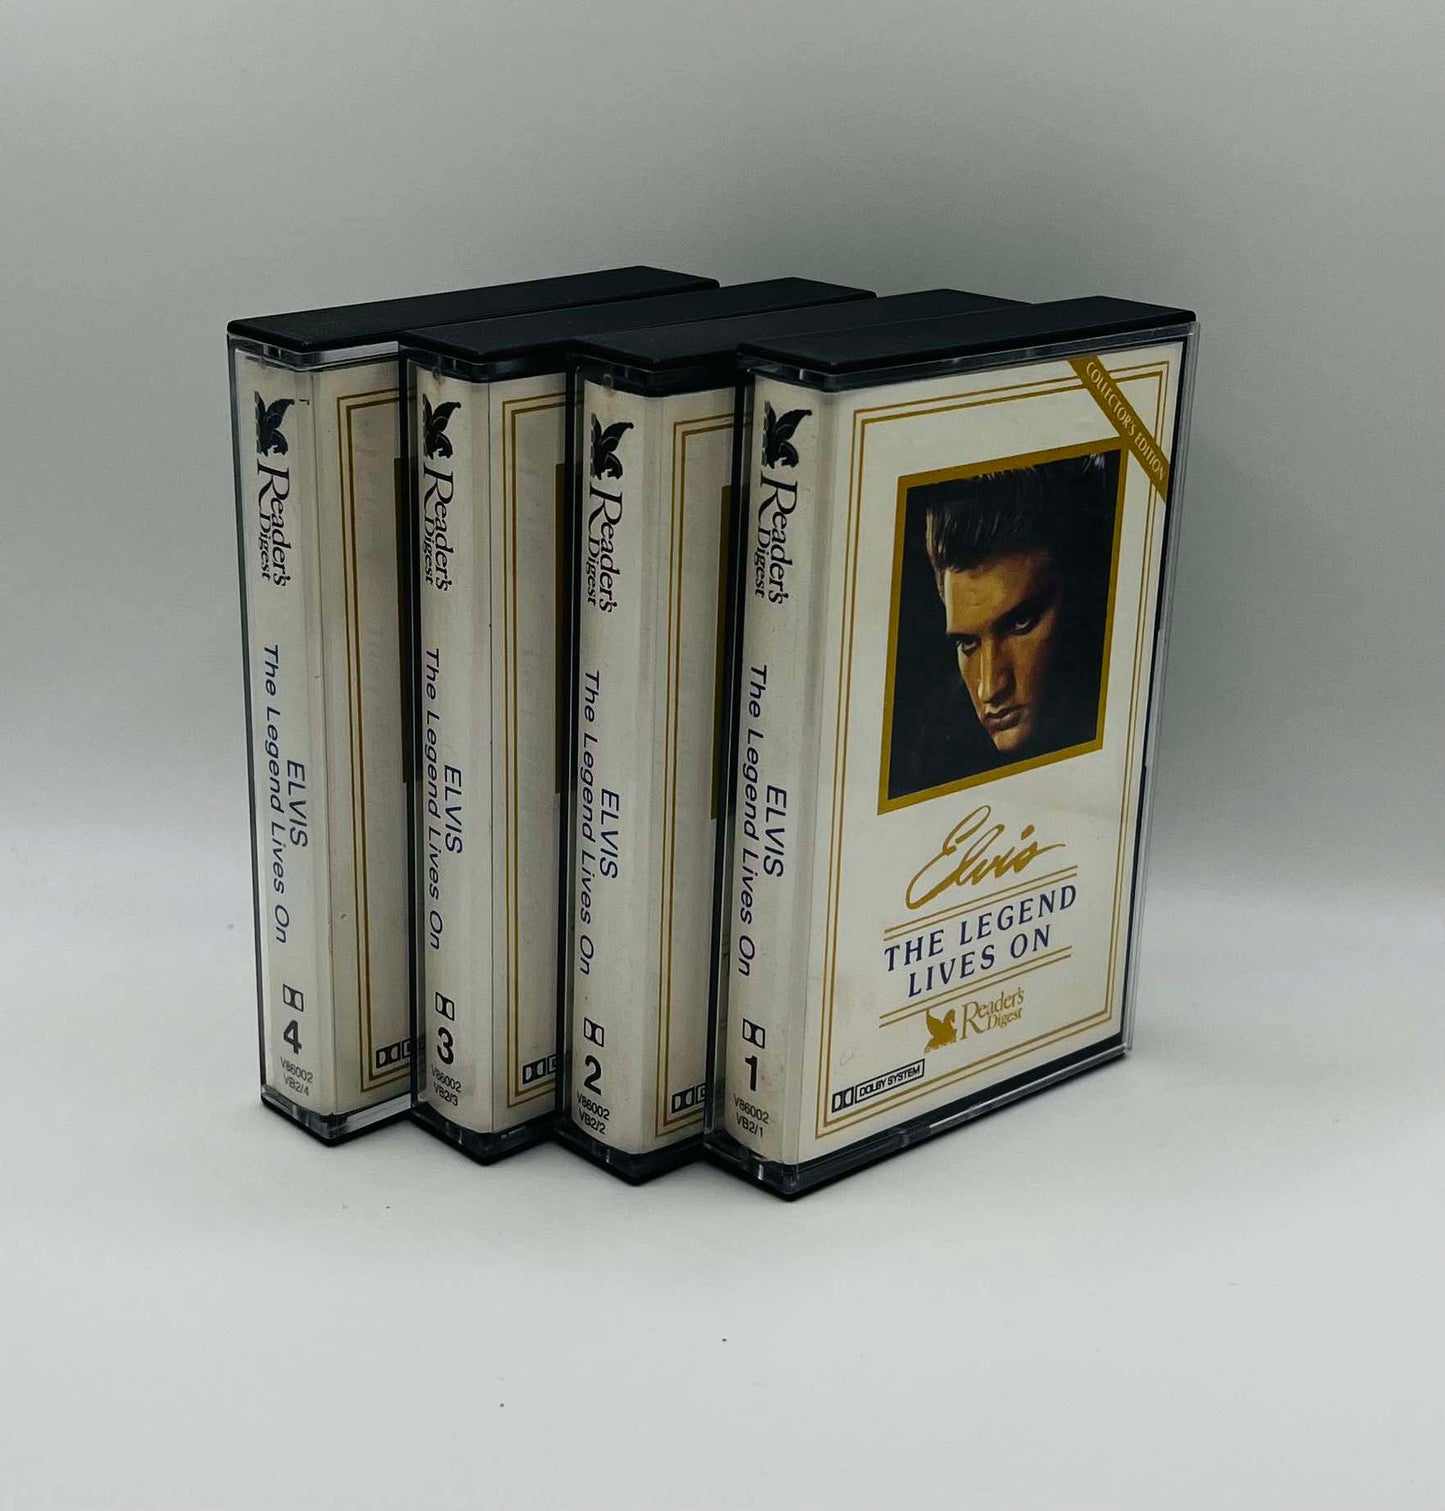 Reader's
Digest
ELVIS
The Legend Lives On
4
V86002
VB2/4
Reader's
Digest
ELVIS
The Legend Lives On
3
V86002
VB2/3
Reader's
Digest
ELVIS
The Legend Lives On
2
V86002
VB2/2
Reader's
Digest
ELVIS
The Legend Lives On
1
V86002
VB2/1
COLLECTOR'S EDITION
Elvis
THE LEGEND
LIVES ON
Reader's
Digest
DOLBY SYSTEM